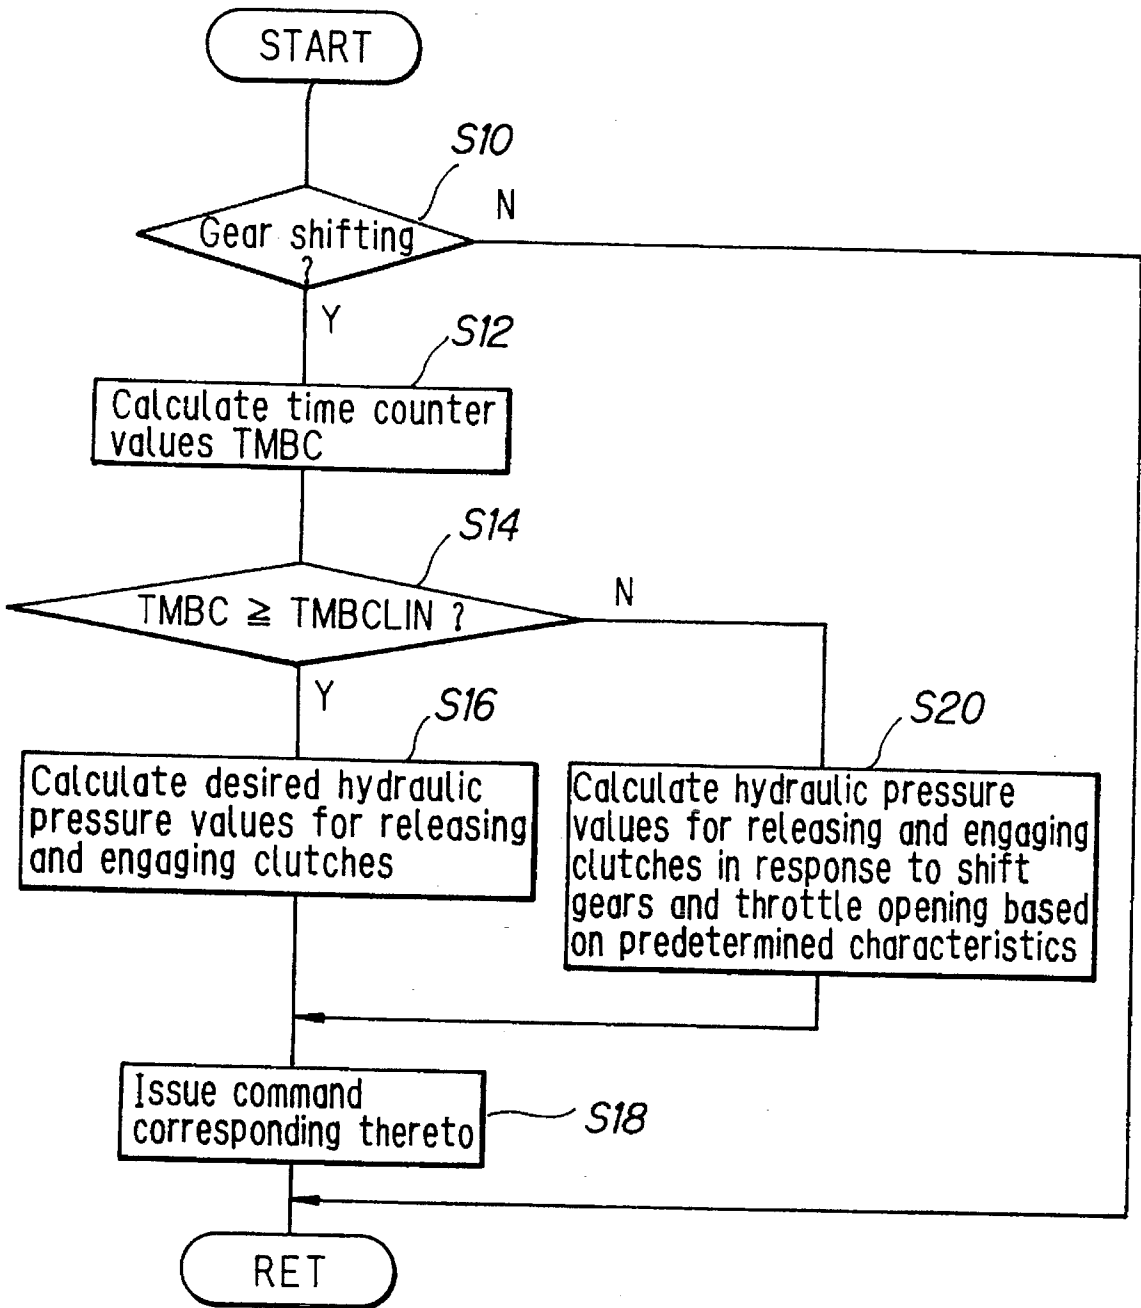 START
S10
N
Gear shifting
?
Y
S12
Calculate time counter
values TMBC
S14
TMBC ≧ TMBCLIN ?
N
Y
S16
S20
Calculate desired hydraulic
pressure values for releasing
and engaging clutches
Calculate hydraulic pressure
values for releasing and engaging
clutches in response to shift
gears and throttle opening based
on predetermined characteristics
Issue command
corresponding thereto
S18
RET